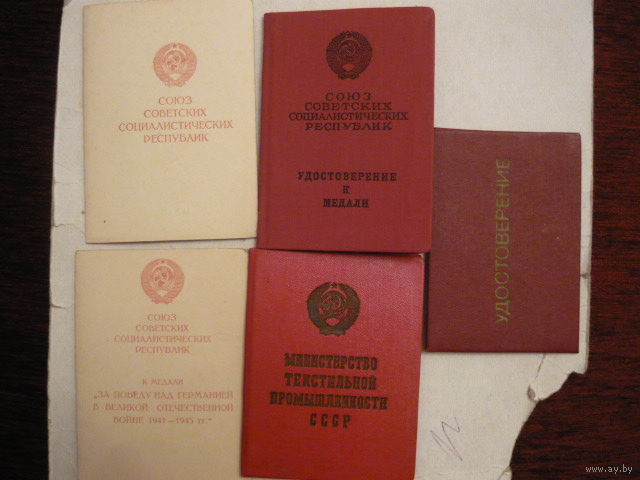 СОЮЗ
СОВЕТСКИХ
СОЦИАЛИСТИЧЕСКИХ
РЕСПУБЛИК
СОЮЗ
СОВЕТСКИХ
СОЦИАЛИСТИЧЕСКИХ
РЕСПУБЛИК
УДОСТОВЕРЕНИЕ
К
МЕДАЛИ
УДОСТОВЕРЕНИЕ
СОЮЗ
СОВЕТСКИХ
СОЦИАЛИСТИЧЕСКИХ
РЕСПУБЛИК
К МЕДАЛИ
„ЗА ПОБЕДУ НАД ГЕРМАНИЕЙ
В ВЕЛИКОЙ ОТЕЧЕСТВЕННОЙ
ВОЙНЕ 1941—1945 гг."
МИНИСТЕРСТВО
ТЕКСТИЛЬНОЙ
ПРОМЫШЛЕННОСТИ
СССР
www.ay.by